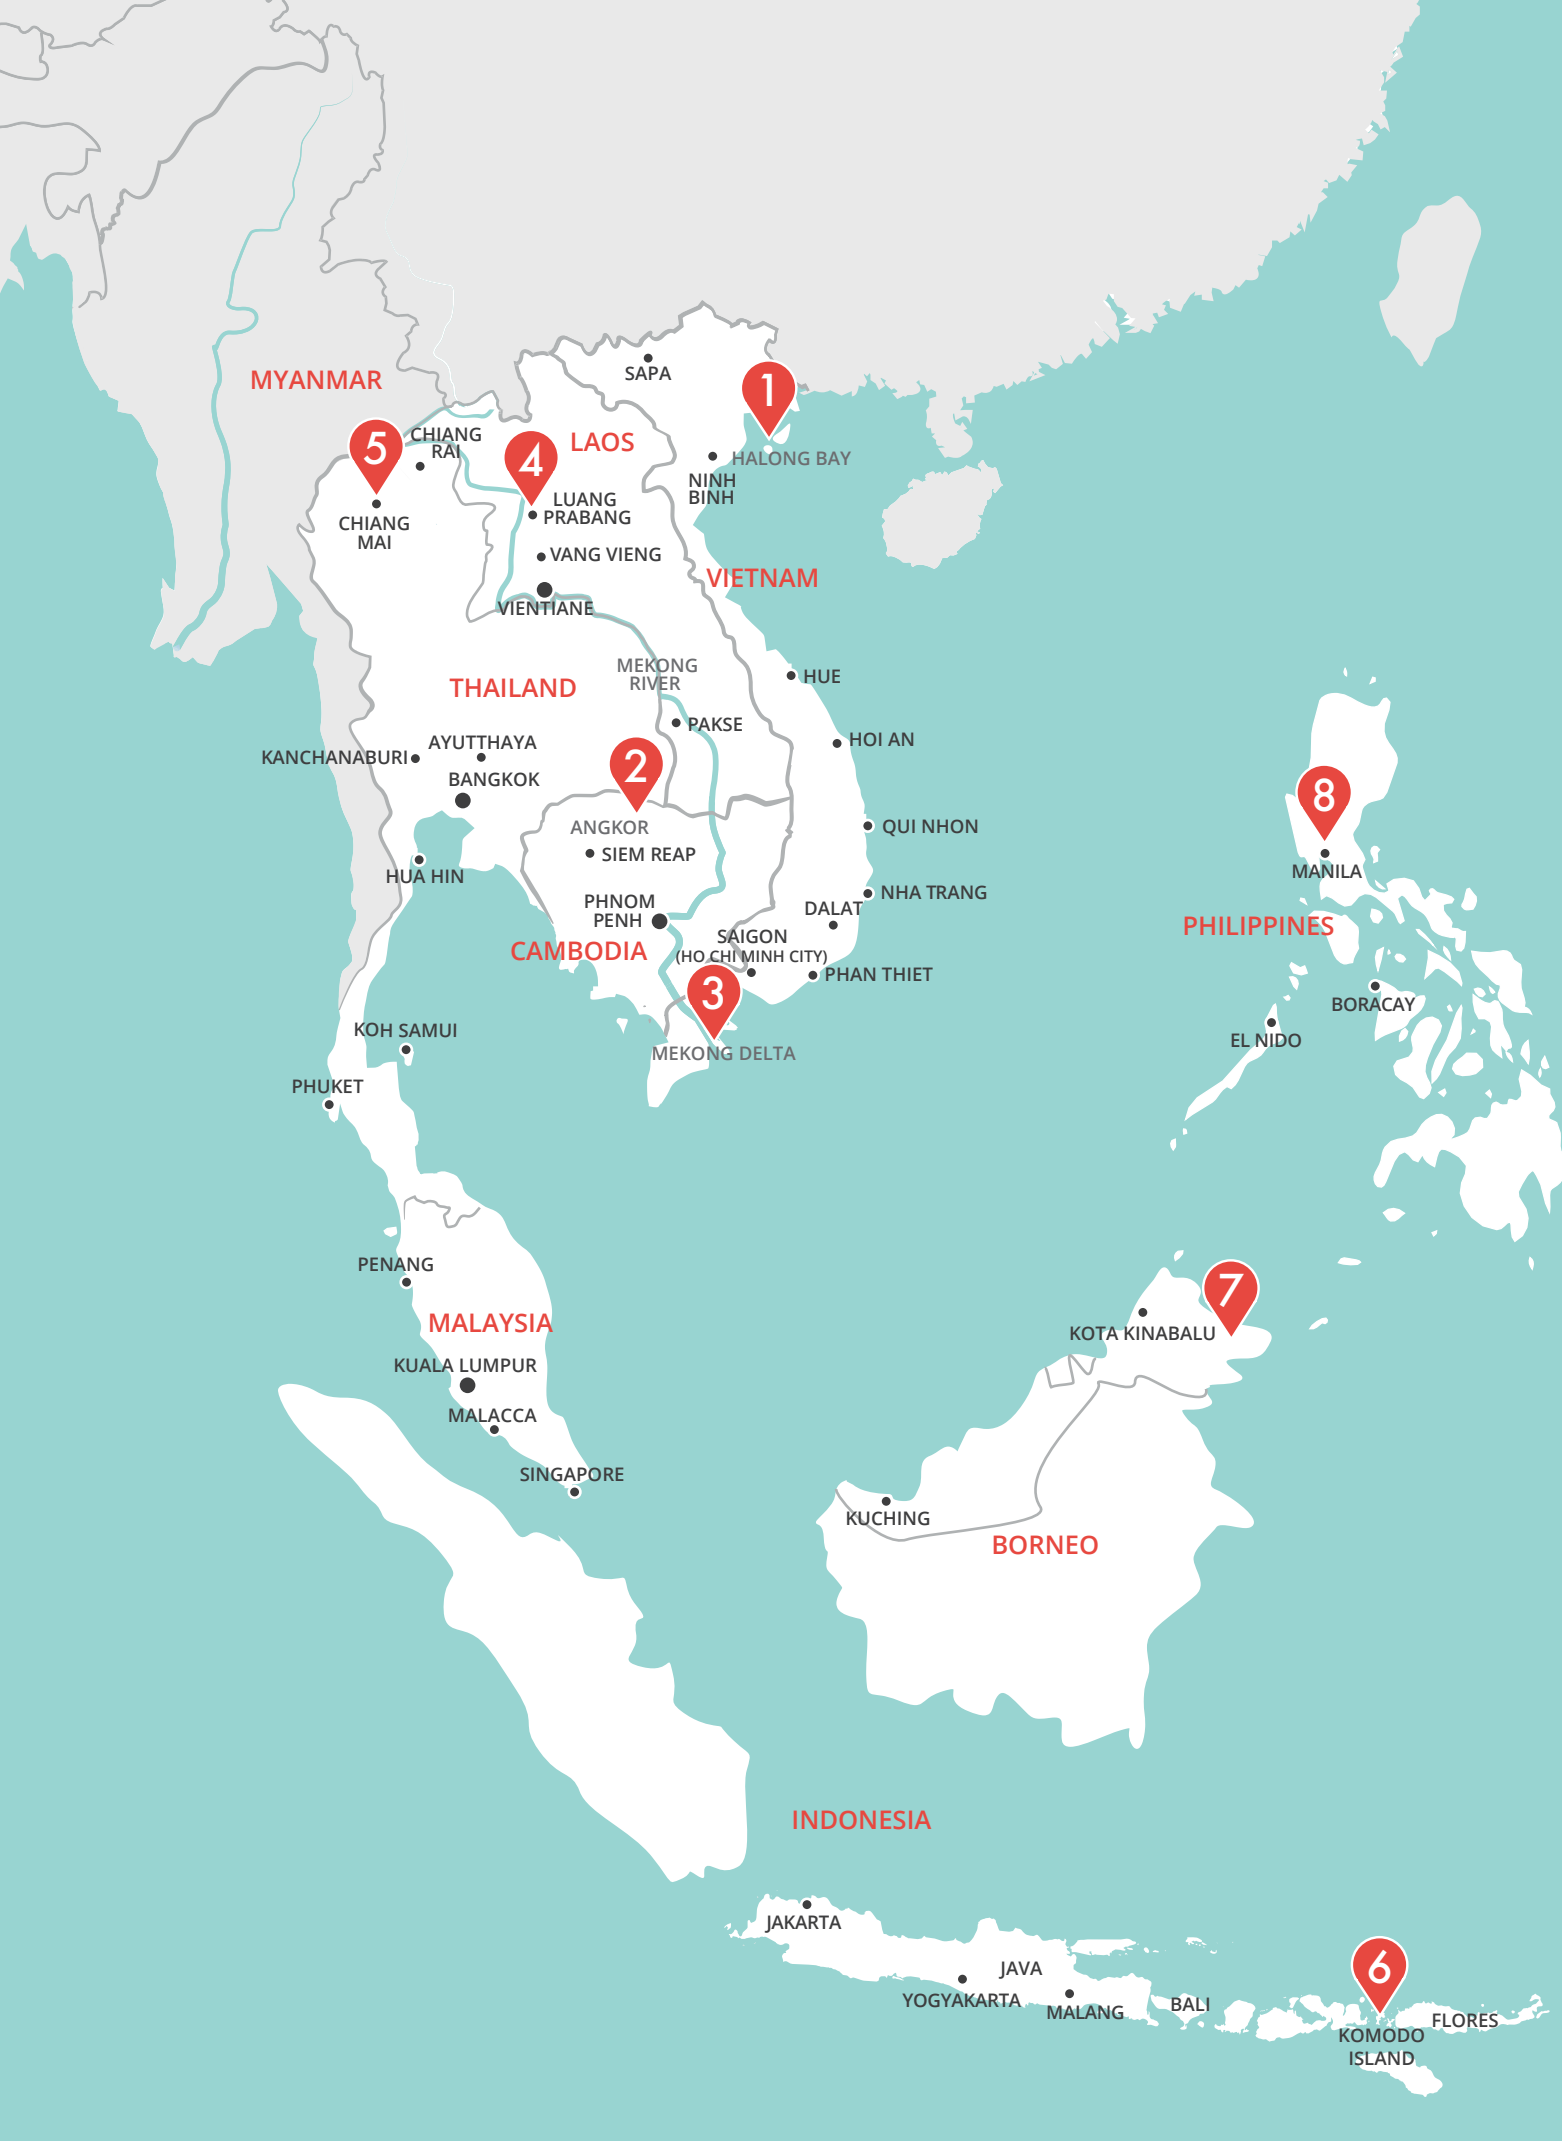 SAPA
1
MYANMAR
CHIANG
RAI
LAOS
5
4
HALONG BAY
NINH
BINH
LUANG
PRABANG
CHIANG
MAI
VANG VIENG
VIETNAM
VIENTIANE
MEKONG
RIVER
HUE
THAILAND
PAKSE
HOI AN
AYUTTHAYA
KANCHANABURI
BANGKOK
2
8
ANGKOR
QUI NHON
SIEM REAP
MANILA
HUA HIN
NHA TRANG
PHNOM
PENH
DALAT
PHILIPPINES
SAIGON
(HO CHI MINH CITY)
CAMBODIA
PHAN THIET
3
BORACAY
KOH SAMUI
EL NIDO
MEKONG DELTA
PHUKET
PENANG
7
MALAYSIA
KOTA KINABALU
KUALA LUMPUR
MALACCA
SINGAPORE
KUCHING
BORNEO
INDONESIA
JAKARTA
6
JAVA
YOGYAKARTA
MALANG
BALI
FLORES
KOMODO
ISLAND